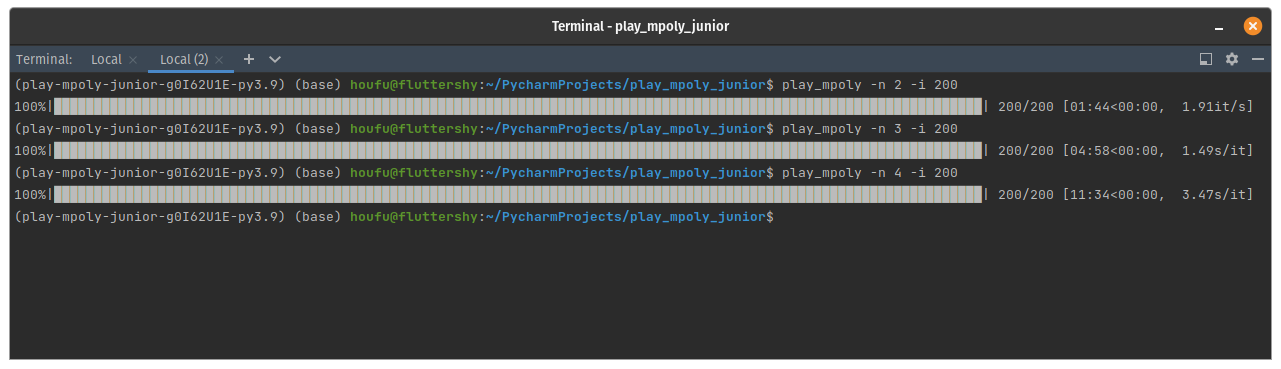 Terminal - play_mpoly_junior
Terminal: Local × Local (2) × +
(play-mpoly-junior-g0I62U1E-py3.9) (base) houfu@fluttershy:~/PycharmProjects/play_mpoly_junior$ play_mpoly -n 2 -i 200
100%| | 200/200 [01:44<00:00,  1.91it/s]
(play-mpoly-junior-g0I62U1E-py3.9) (base) houfu@fluttershy:~/PycharmProjects/play_mpoly_junior$ play_mpoly -n 3 -i 200
100%| | 200/200 [04:58<00:00,  1.49s/it]
(play-mpoly-junior-g0I62U1E-py3.9) (base) houfu@fluttershy:~/PycharmProjects/play_mpoly_junior$ play_mpoly -n 4 -i 200
100%| | 200/200 [11:34<00:00,  3.47s/it]
(play-mpoly-junior-g0I62U1E-py3.9) (base) houfu@fluttershy:~/PycharmProjects/play_mpoly_junior$